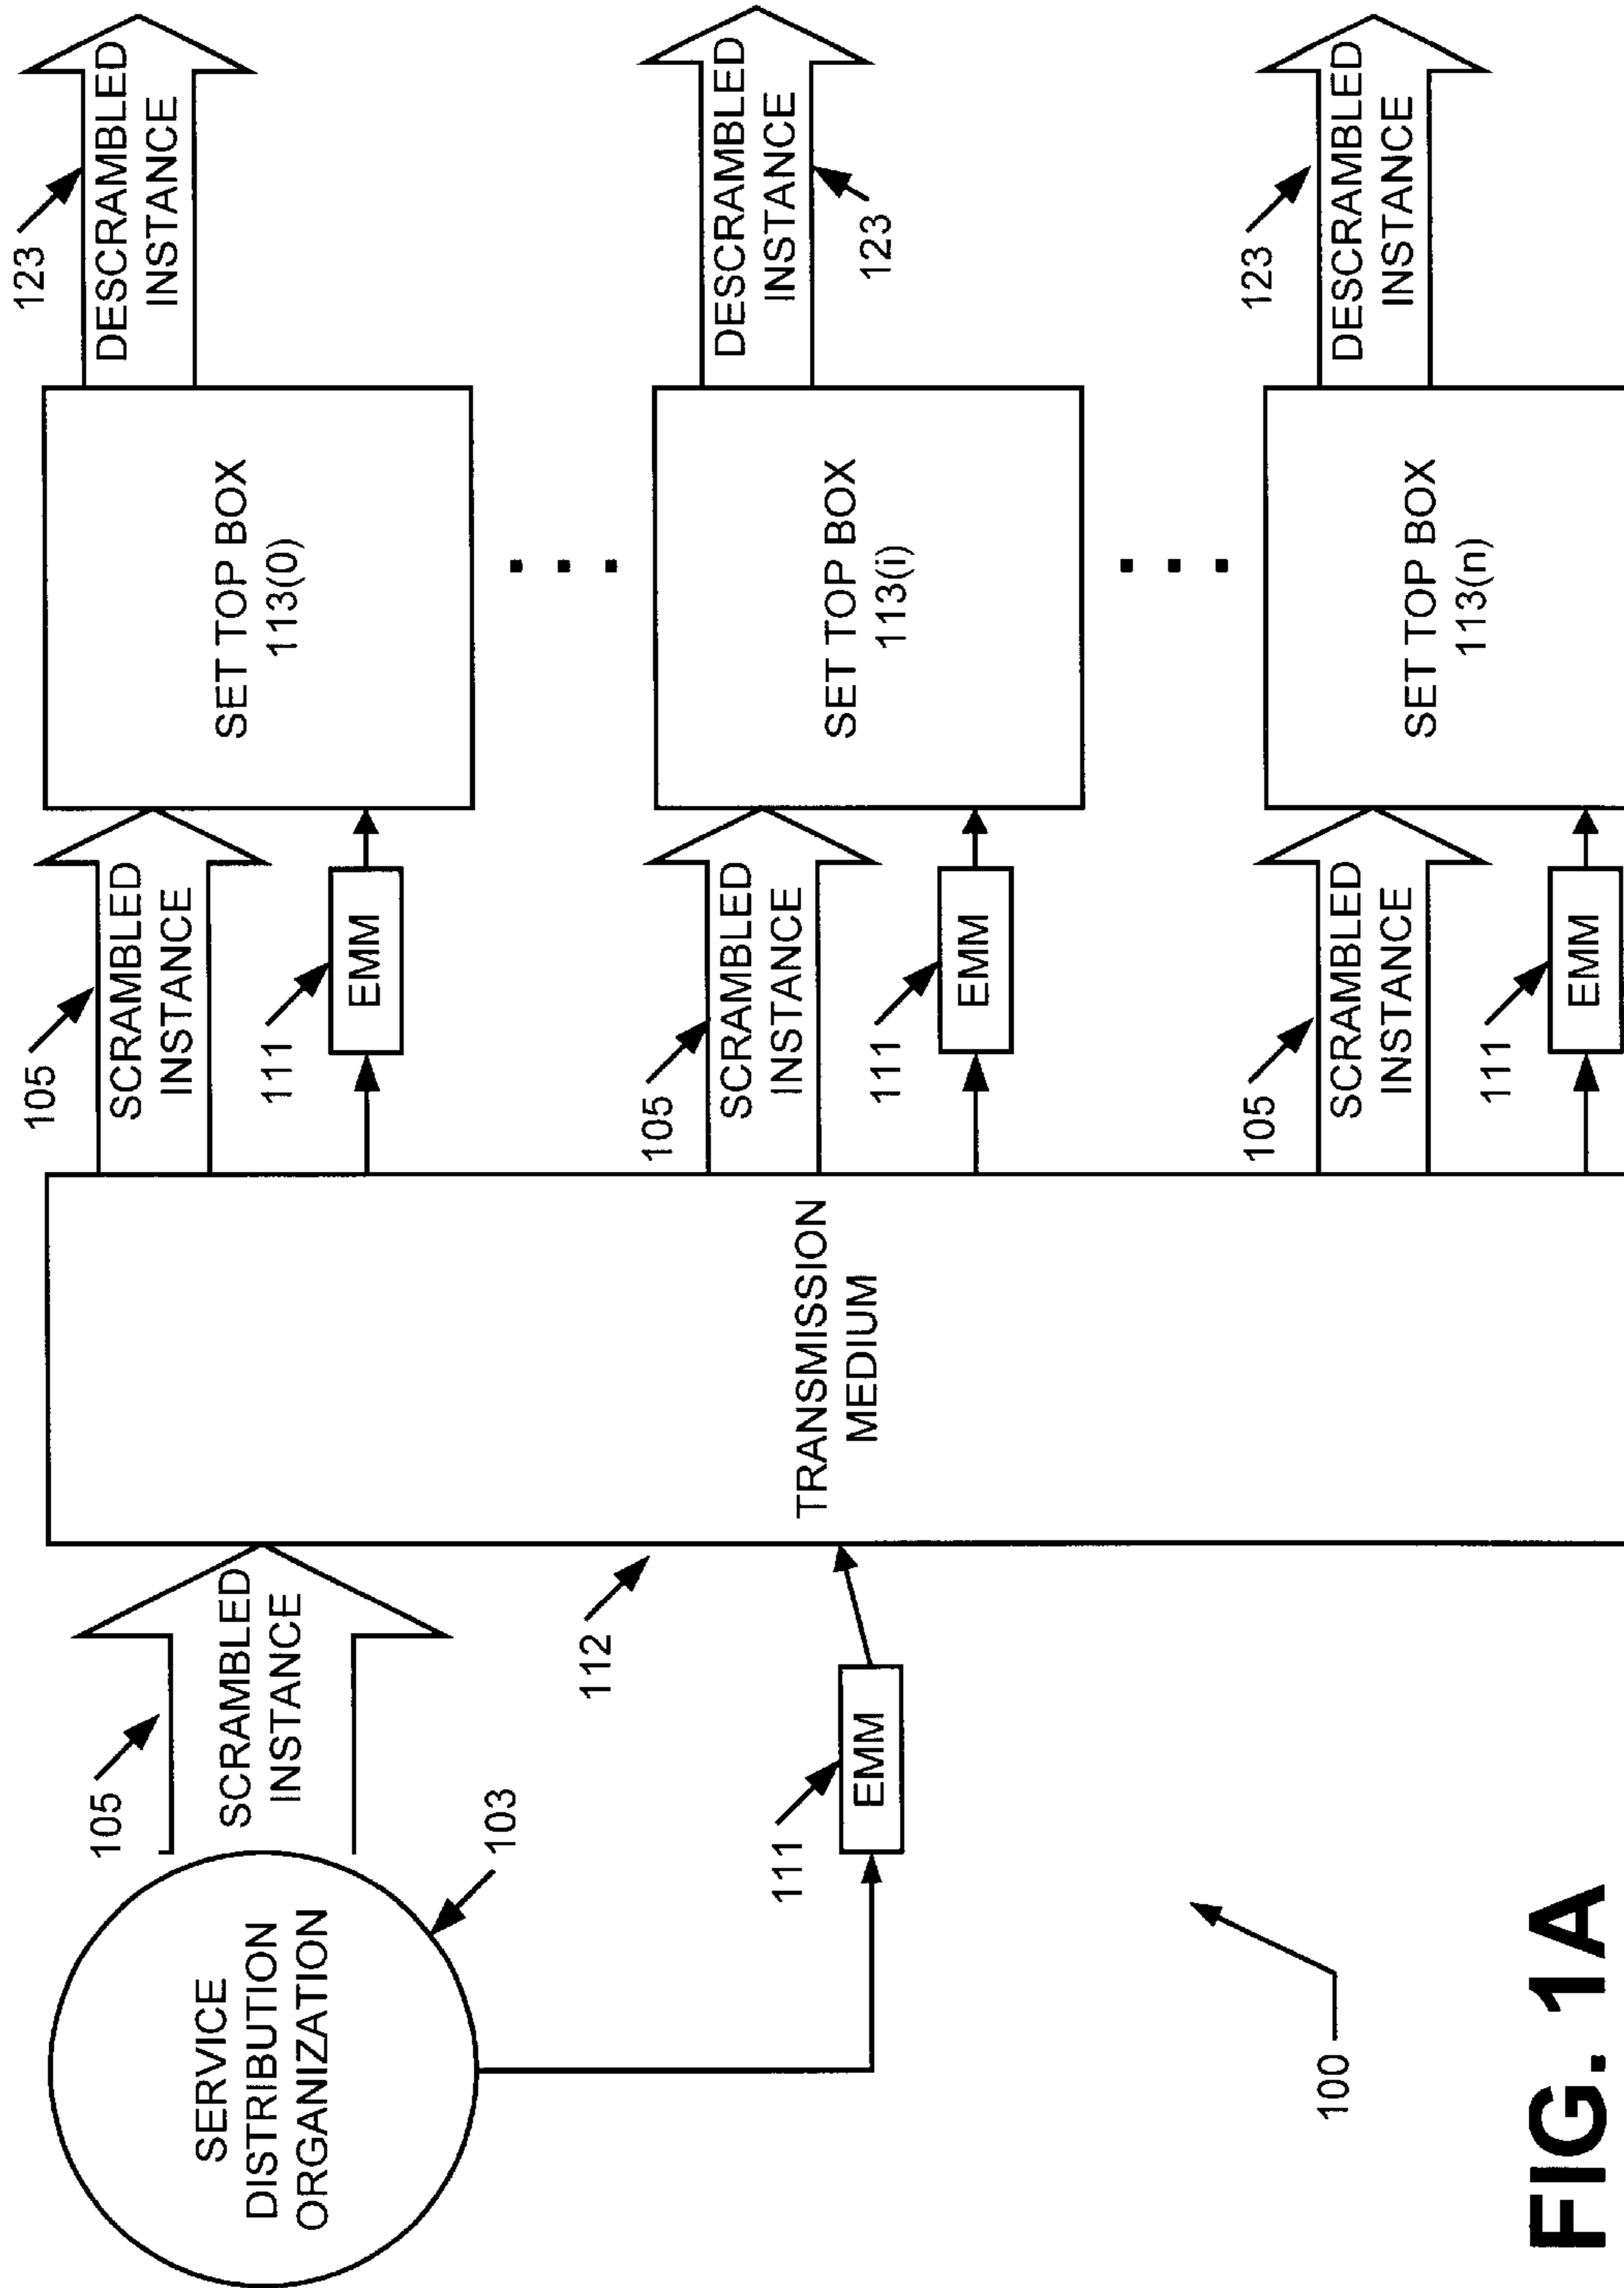 SERVICE
DISTRIBUTION
ORGANIZATION
103
105
SCRAMBLED
INSTANCE
111
EMM
112
TRANSMISSION
MEDIUM
105
SCRAMBLED
INSTANCE
111
EMM
SET TOP BOX
113(0)
123
DESCRAMBLED
INSTANCE
105
SCRAMBLED
INSTANCE
111
EMM
SET TOP BOX
113(i)
DESCRAMBLED
INSTANCE
123
105
SCRAMBLED
INSTANCE
111
EMM
SET TOP BOX
113(n)
123
DESCRAMBLED
INSTANCE
100
FIG. 1A